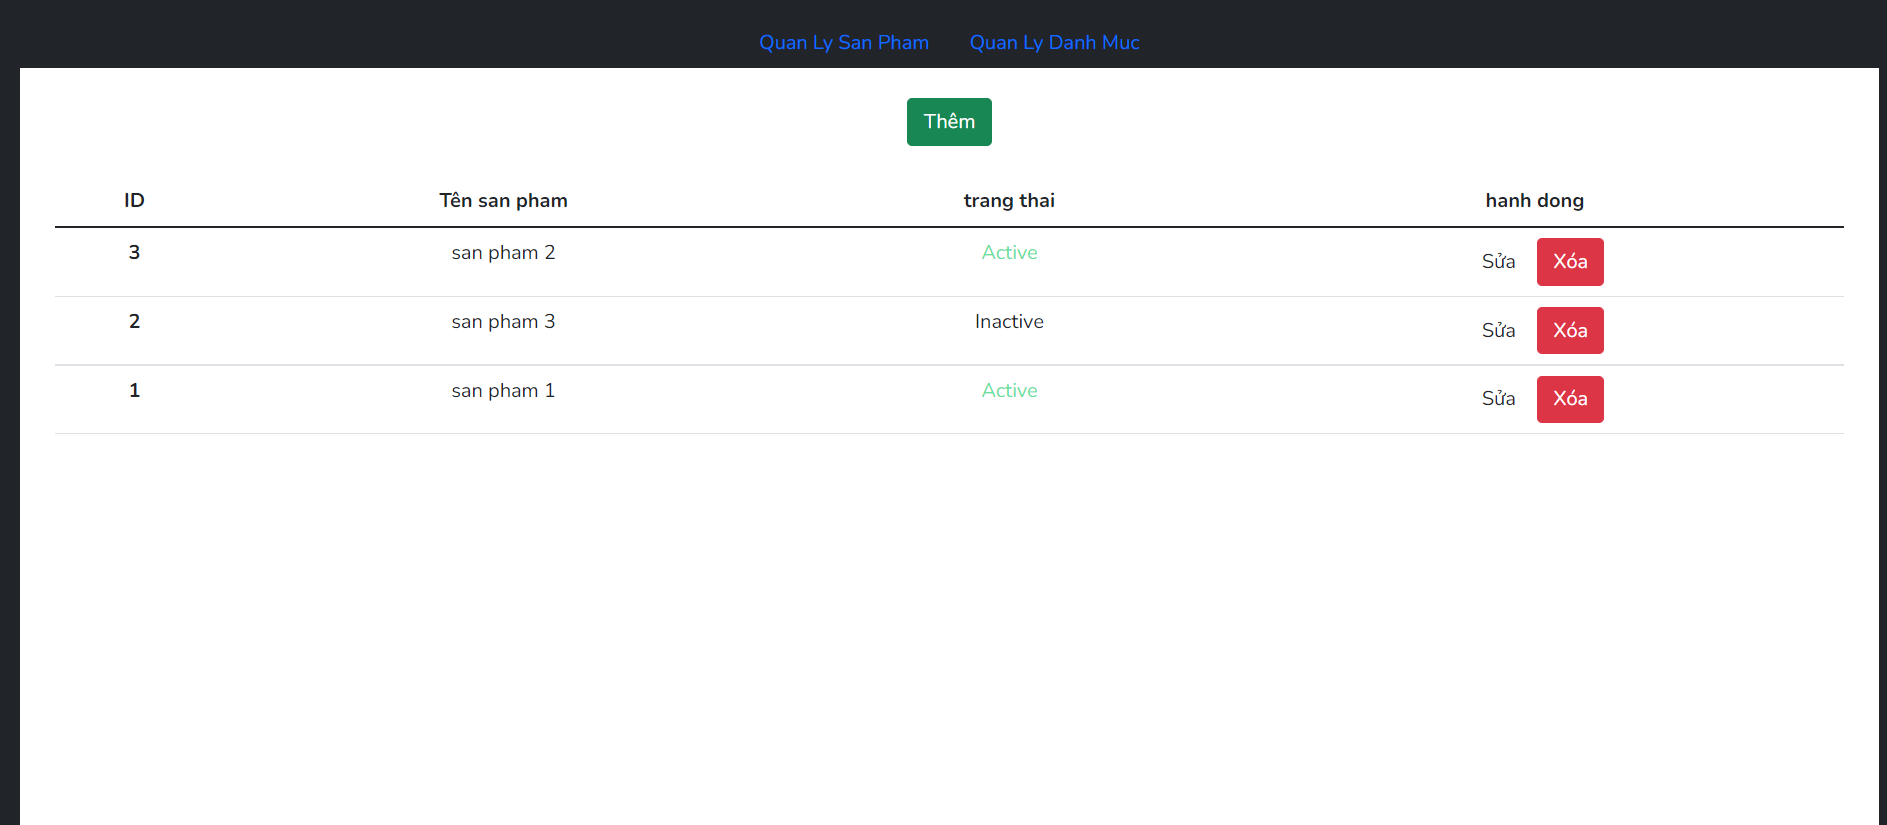 Quan Ly San Pham Quan Ly Danh Muc
Thêm
ID Tên san pham trang thai hanh dong
3 san pham 2 Active Sửa Xóa
2 san pham 3 Inactive Sửa Xóa
1 san pham 1 Active Sửa Xóa